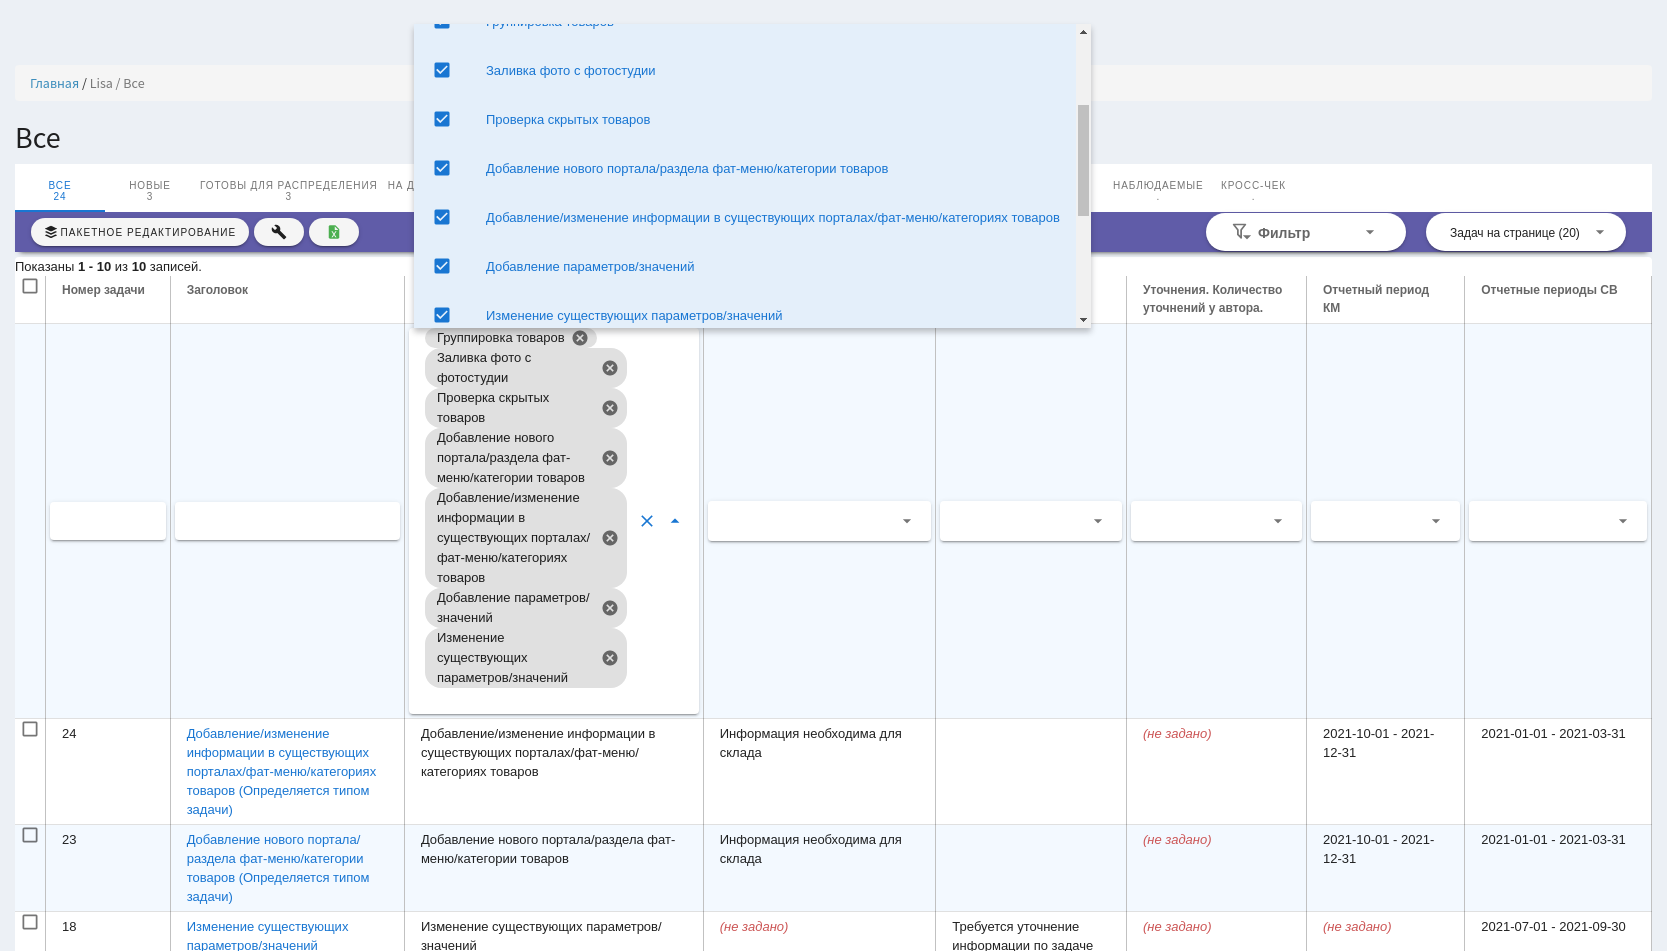 Группировка товаров
Заливка фото с фотостудии
Проверка скрытых товаров
Добавление нового портала/раздела фат-меню/категории товаров
Добавление/изменение информации в существующих порталах/фат-меню/категориях товаров
Добавление параметров/значений
Изменение существующих параметров/значений
Главная / Lisa / Все
Все
ВСЕ
24
НОВЫЕ
3
ГОТОВЫ ДЛЯ РАСПРЕДЕЛЕНИЯ
3
НА Д
НАБЛЮДАЕМЫЕ
КРОСС-ЧЕК
ПАКЕТНОЕ РЕДАКТИРОВАНИЕ
Фильтр
Задач на странице (20)
Показаны 1 - 10 из 10 записей.
Номер задачи
Заголовок
Уточнения. Количество
уточнений у автора.
Отчетный период
КМ
Отчетные периоды СВ
Группировка товаров
Заливка фото с
фотостудии
Проверка скрытых
товаров
Добавление нового
портала/раздела фат-
меню/категории товаров
Добавление/изменение
информации в
существующих порталах/
фат-меню/категориях
товаров
Добавление параметров/
значений
Изменение
существующих
параметров/значений
24
Добавление/изменение
информации в существующих
порталах/фат-меню/категориях
товаров (Определяется типом
задачи)
Добавление/изменение информации в
существующих порталах/фат-меню/
категориях товаров
Информация необходима для
склада
(не задано)
2021-10-01 - 2021-
12-31
2021-01-01 - 2021-03-31
23
Добавление нового портала/
раздела фат-меню/категории
товаров (Определяется типом
задачи)
Добавление нового портала/раздела фат-
меню/категории товаров
Информация необходима для
склада
(не задано)
2021-10-01 - 2021-
12-31
2021-01-01 - 2021-03-31
18
Изменение существующих
параметров/значений
Изменение существующих параметров/
значений
(не задано)
Требуется уточнение
информации по задаче
(не задано)
(не задано)
2021-07-01 - 2021-09-30